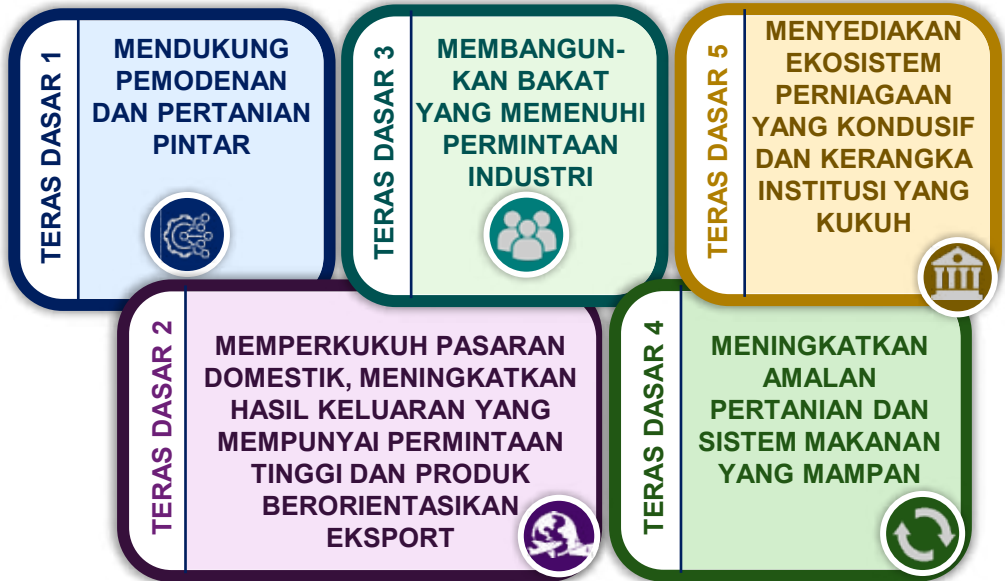 TERAS DASAR 1
MENDUKUNG
PEMODENAN
DAN PERTANIAN
PINTAR
TERAS DASAR 3
MEMBANGUN-
KAN BAKAT
YANG MEMENUHI
PERMINTAAN
INDUSTRI
TERAS DASAR 5
MENYEDIAKAN
EKOSISTEM
PERNIAGAAN
YANG KONDUSIF
DAN KERANGKA
INSTITUSI YANG
KUKUH
TERAS DASAR 2
MEMPERKUKUH PASARAN
DOMESTIK, MENINGKATKAN
HASIL KELUARAN YANG
MEMPUNYAI PERMINTAAN
TINGGI DAN PRODUK
BERORIENTASIKAN
EKSPORT
TERAS DASAR 4
MENINGKATKAN
AMALAN
PERTANIAN DAN
SISTEM MAKANAN
YANG MAMPAN